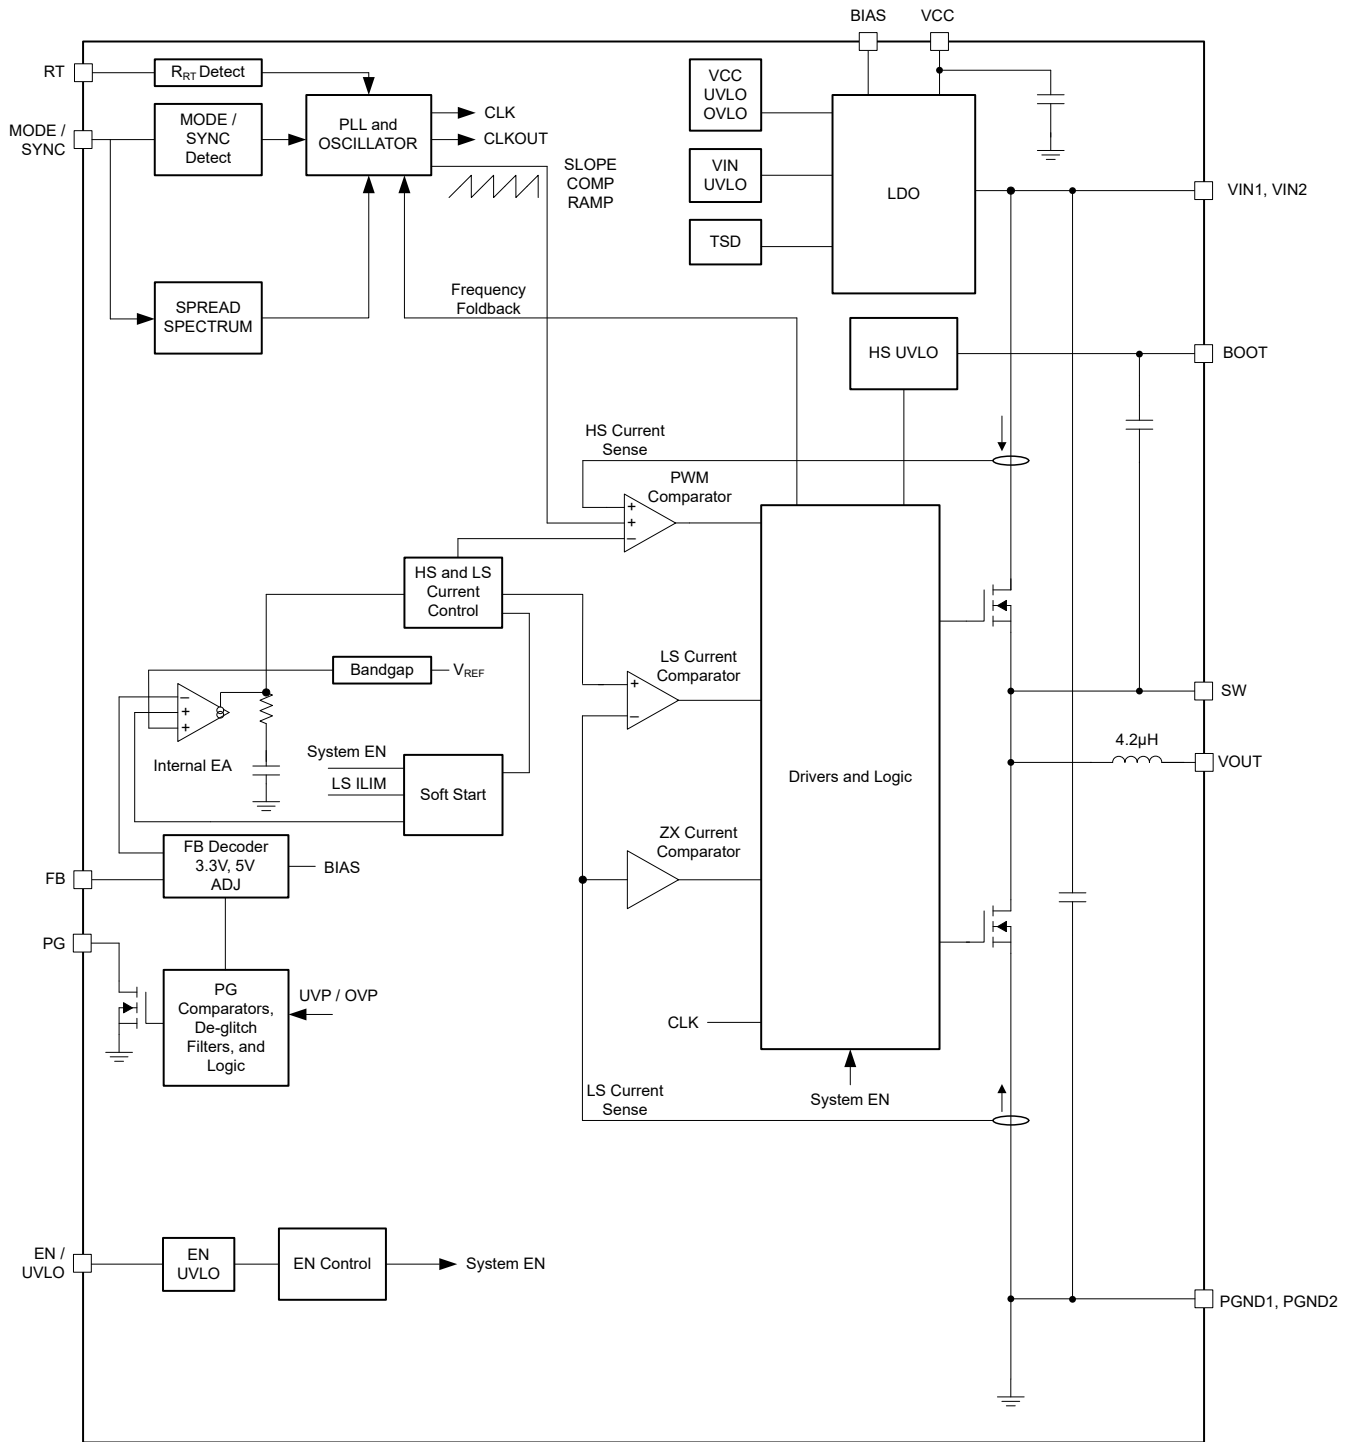 BIAS
VCC
RT
R_RT Detect
MODE /
SYNC
MODE /
SYNC
Detect
PLL and
OSCILLATOR
CLK
CLKOUT
SLOPE
COMP
RAMP
VCC
UVLO
OVLO
VIN
UVLO
TSD
LDO
VIN1, VIN2
SPREAD
SPECTRUM
Frequency
Foldback
HS UVLO
BOOT
HS Current
Sense
PWM
Comparator
HS and LS
Current
Control
Bandgap
V_REF
LS Current
Comparator
SW
4.2µH
VOUT
Internal EA
System EN
LS ILIM
Soft Start
Drivers and Logic
FB Decoder
3.3V, 5V
ADJ
BIAS
FB
ZX Current
Comparator
PG
PG
Comparators,
De-glitch
Filters, and
Logic
UVP / OVP
CLK
LS Current
Sense
System EN
EN /
UVLO
EN
UVLO
EN Control
System EN
PGND1, PGND2